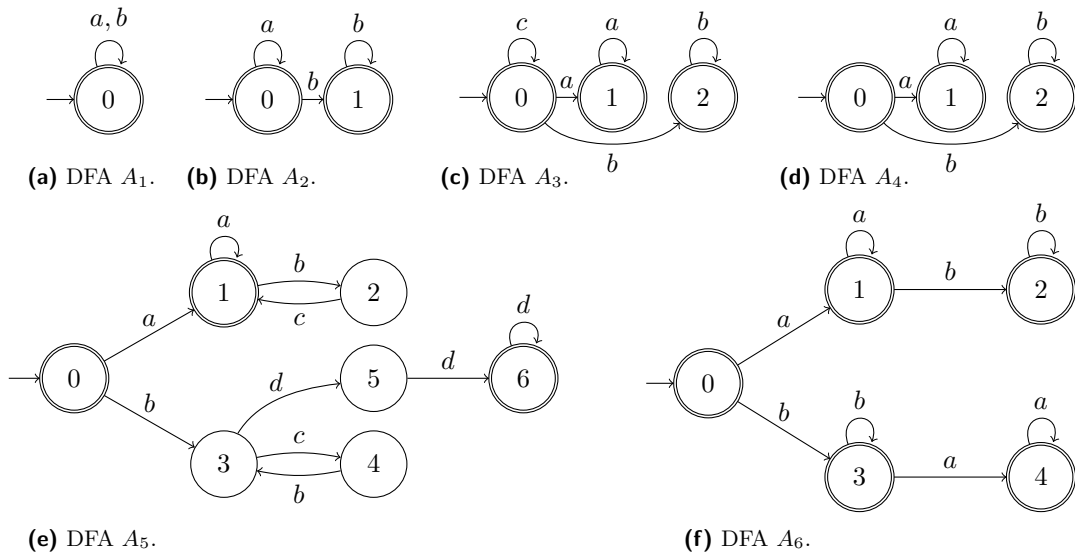 a, b
0
(a) DFA A₁.
a b
0 b 1
(b) DFA A₂.
c a b
0 a 1 2
b
(c) DFA A₃.
a b
0 a 1 2
b
(d) DFA A₄.
a
1 b 2
c
a
0 5 d 6
d
d
b
3 c 4
b
(e) DFA A₅.
a b
1 b 2
a
0
b
b a
3 a 4
(f) DFA A₆.